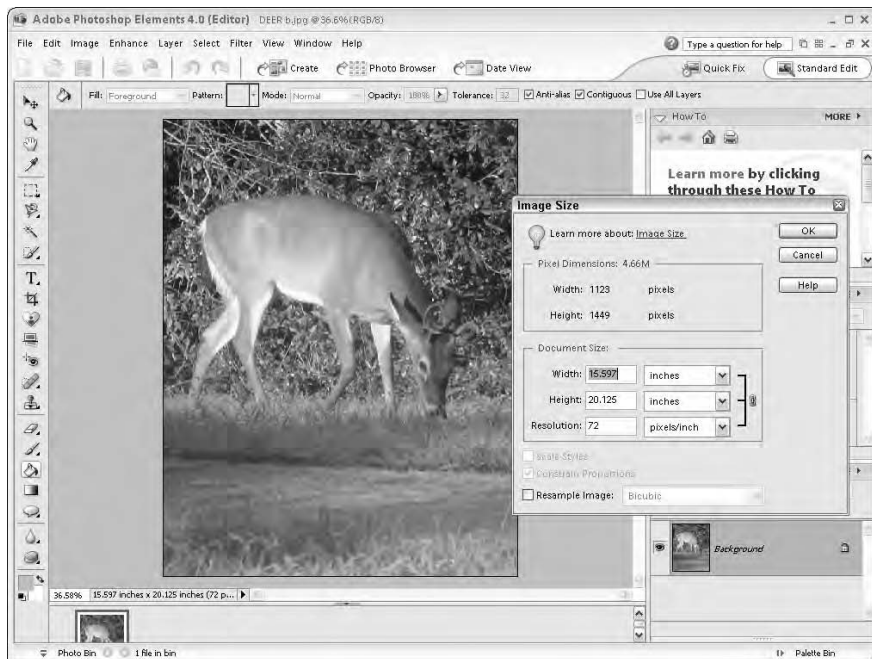 Adobe Photoshop Elements 4.0 (Editor) DEER b.jpg @ 36.6%(RGB/8)
File Edit Image Enhance Layer Select Filter View Window Help
Type a question for help
Create Photo Browser Date View
Quick Fix Standard Edit
Fill: Foreground Pattern: Mode: Normal Opacity: 100% Tolerance: 32 Anti-alias Contiguous Use All Layers
How To MORE
Learn more by clicking
through these How To
Image Size
Learn more about: Image Size
OK
Cancel
Help
Pixel Dimensions: 4.66M
Width: 1123 pixels
Height: 1449 pixels
Document Size:
Width: 15.597 inches
Height: 20.125 inches
Resolution: 72 pixels/inch
Scale Styles
Constrain Proportions
Resample Image: Bicubic
Background
36.58% 15.597 inches x 20.125 inches (72 p...
Photo Bin 1 file in bin
Palette Bin